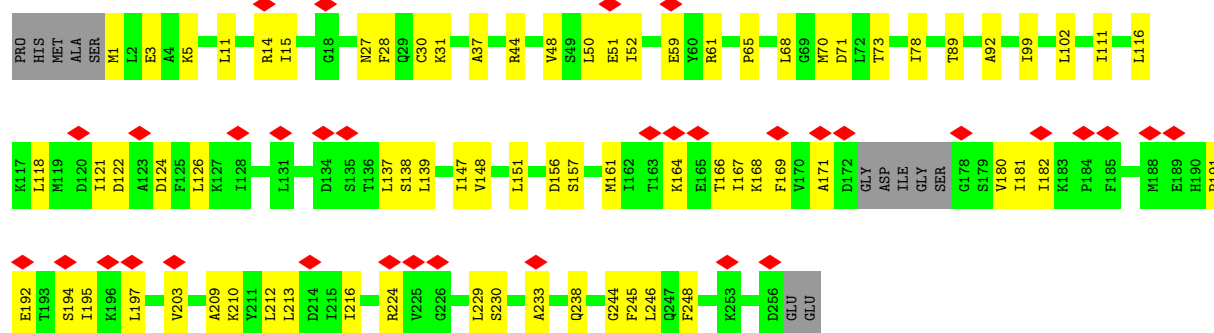 PRO HIS MET ALA SER M1 L2 E3 A4 K5 L11 R14 I15 G18 N27 F28 Q29 C30 K31 A37 R44 V48 S49 L50 E51 I52 E59 Y60 R61 P65 L68 G69 M70 D71 L72 T73 I78 T89 A92 I99 L102 I111 L116
K117 L118 M119 D120 I121 D122 A123 D124 F125 L126 K127 I128 L131 D134 S135 T136 L137 S138 L139 I147 V148 L151 D156 S157 M161 I162 T163 K164 E165 T166 I167 K168 F169 V170 A171 D172 GLY ASP ILE GLY SER G178 S179 V180 I181 I182 K183 P184 F185 M188 E189 H190
E192 T193 S194 I195 K196 L197 V203 A209 K210 Y211 L212 L213 D214 I215 I216 R224 V225 G226 L229 S230 A233 Q238 G244 F245 L246 Q247 F248 K253 D256 GLU GLU